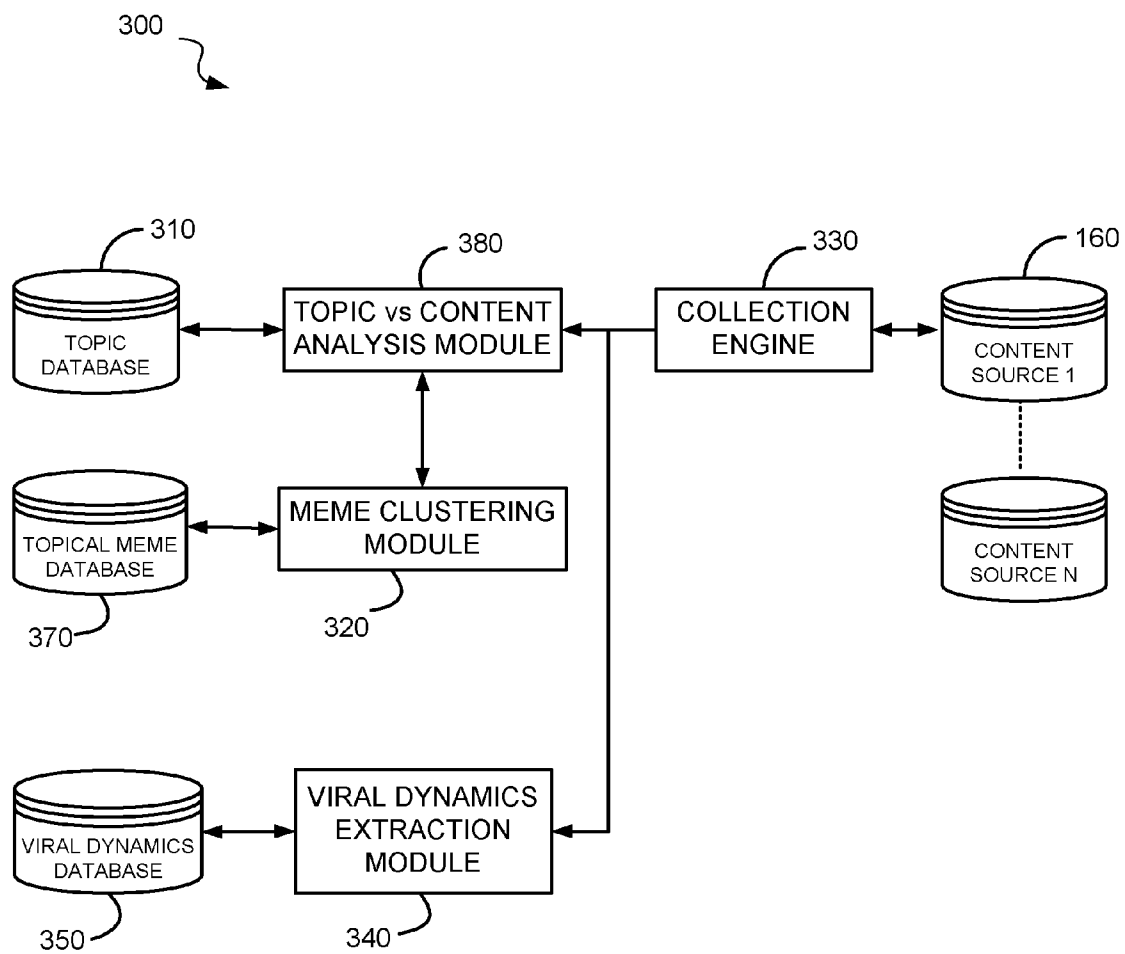 300
310
380
330
160
TOPIC
DATABASE
TOPIC vs CONTENT
ANALYSIS MODULE
COLLECTION
ENGINE
CONTENT
SOURCE 1
TOPICAL MEME
DATABASE
MEME CLUSTERING
MODULE
CONTENT
SOURCE N
370
320
VIRAL DYNAMICS
DATABASE
VIRAL DYNAMICS
EXTRACTION
MODULE
350
340